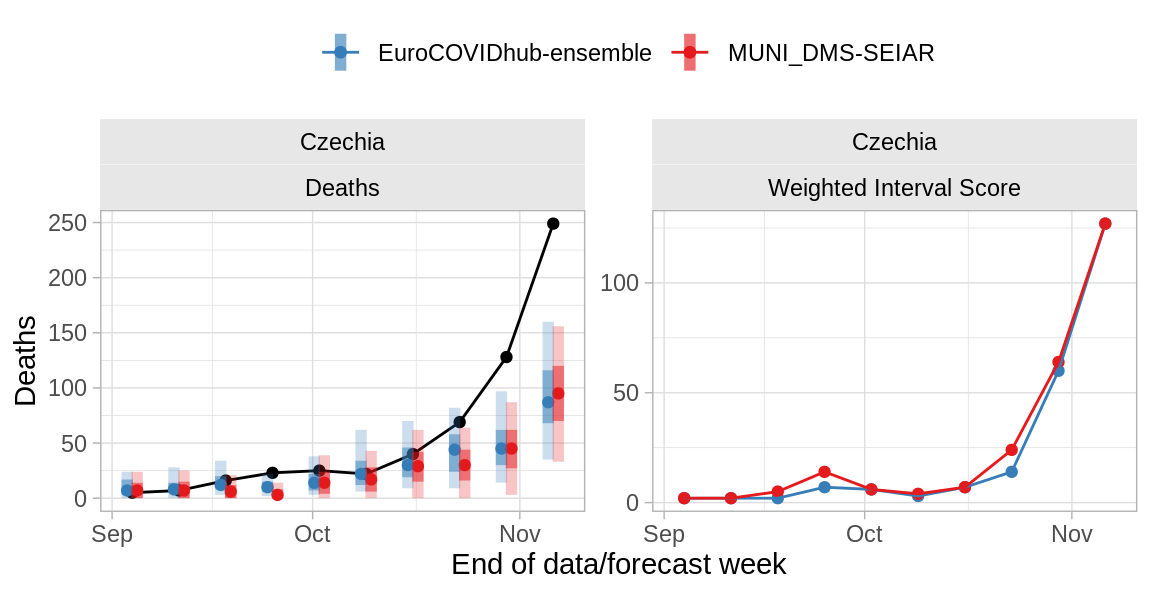 EuroCOVIDhub-ensemble MUNI_DMS-SEIAR
Czechia
Deaths
Deaths
250
200
150
100
50
0
Sep Oct Nov
Czechia
Weighted Interval Score
100
50
0
Sep Oct Nov
End of data/forecast week